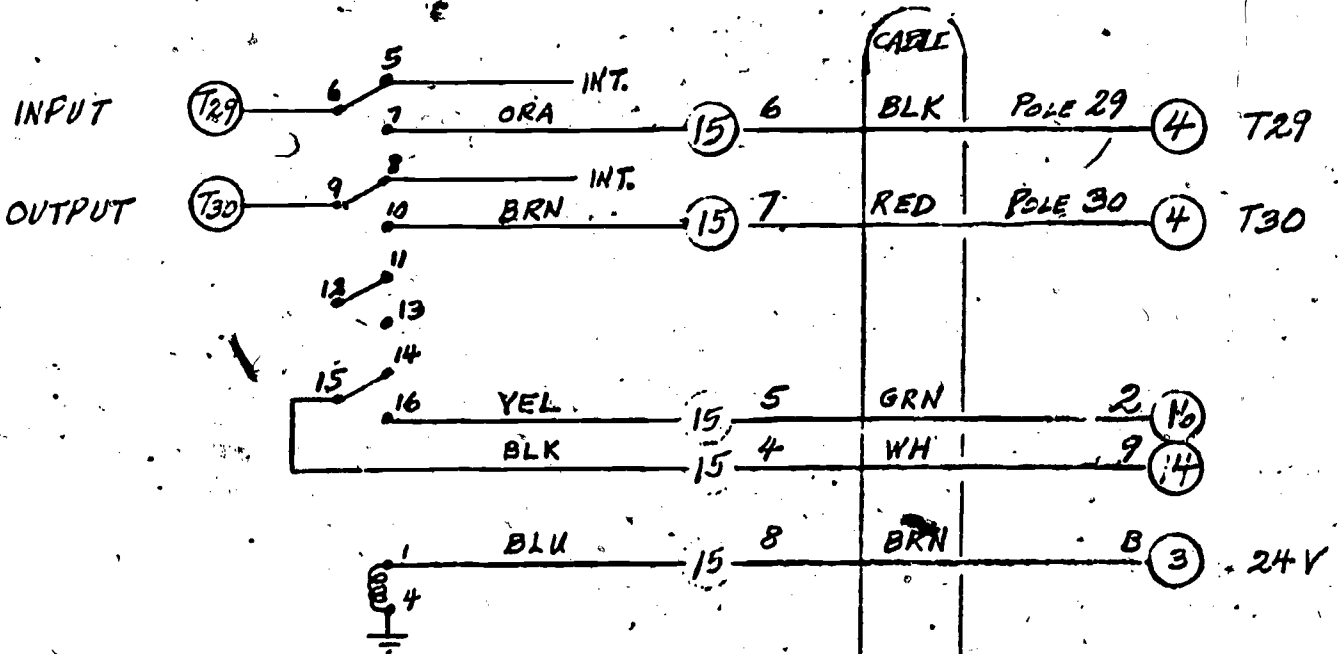 CABLE
5
INT.
INPUT T29 6
7 ORA 15 6 BLK POLE 29 4 T29
8
INT.
OUTPUT T30 9
10 BRN 15 7 RED POLE 30 4 T30
11
12
13
14
15
16 YEL. 15 5 GRN 2
BLK 15 4 WH 9 14
1 BLU 15 8 BRN B 3 24V
4